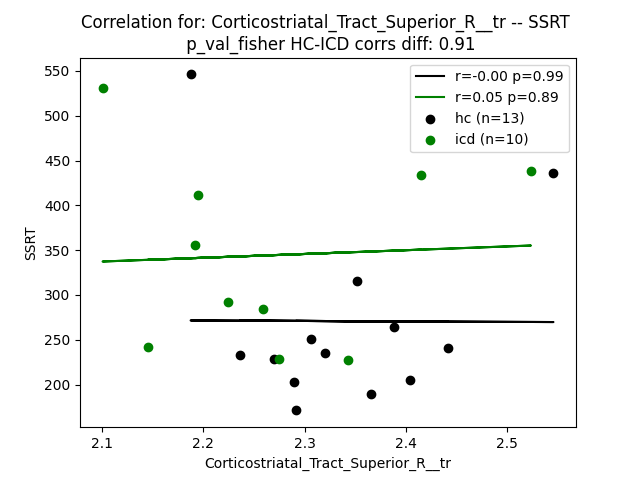 Correlation for: Corticostriatal_Tract_Superior_R__tr -- SSRT
p_val_fisher HC-ICD corrs diff: 0.91
r=-0.00 p=0.99
r=0.05 p=0.89
hc (n=13)
icd (n=10)
SSRT
550
500
450
400
350
300
250
200
2.1 2.2 2.3 2.4 2.5
Corticostriatal_Tract_Superior_R__tr